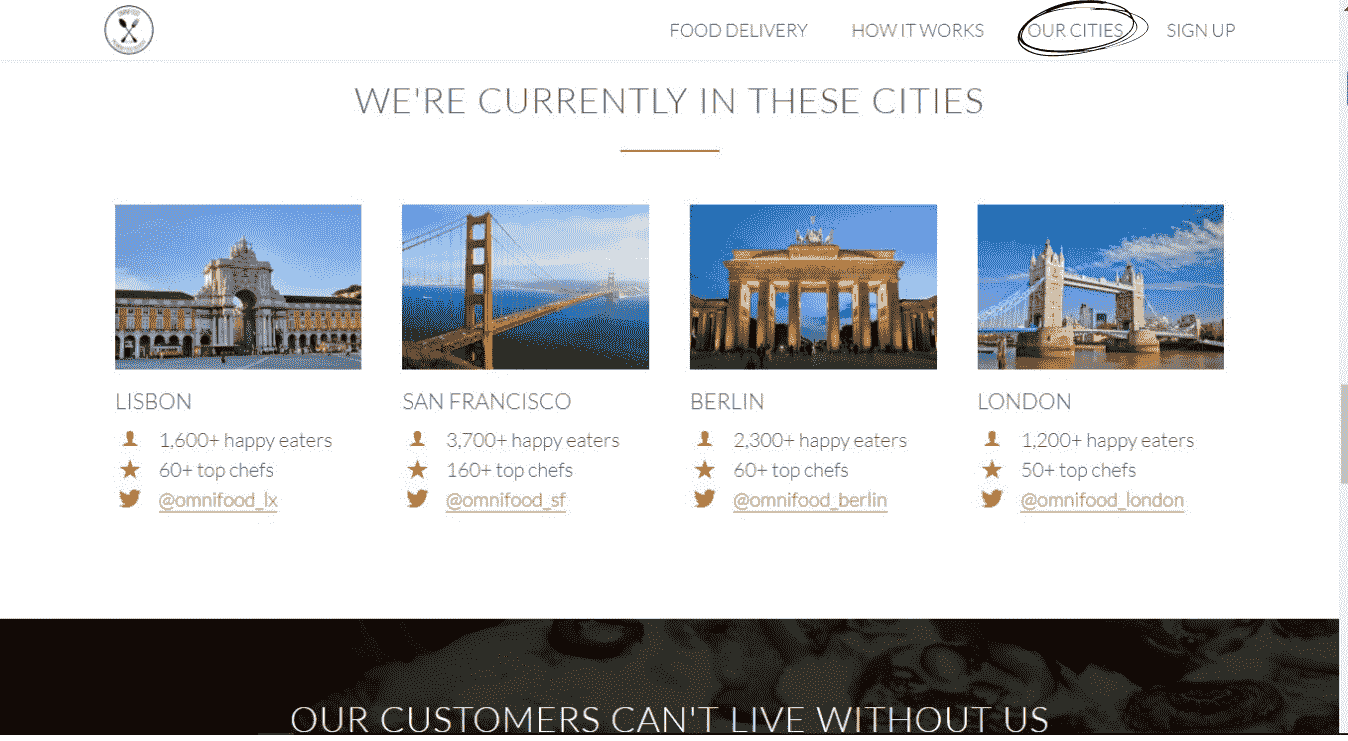 OMNIFOOD
FOOD DELIVERY HOW IT WORKS OUR CITIES SIGN UP
WE'RE CURRENTLY IN THESE CITIES
LISBON
1,600+ happy eaters
60+ top chefs
@omnifood_lx
SAN FRANCISCO
3,700+ happy eaters
160+ top chefs
@omnifood_sf
BERLIN
2,300+ happy eaters
60+ top chefs
@omnifood_berlin
LONDON
1,200+ happy eaters
50+ top chefs
@omnifood_london
OUR CUSTOMERS CAN'T LIVE WITHOUT US